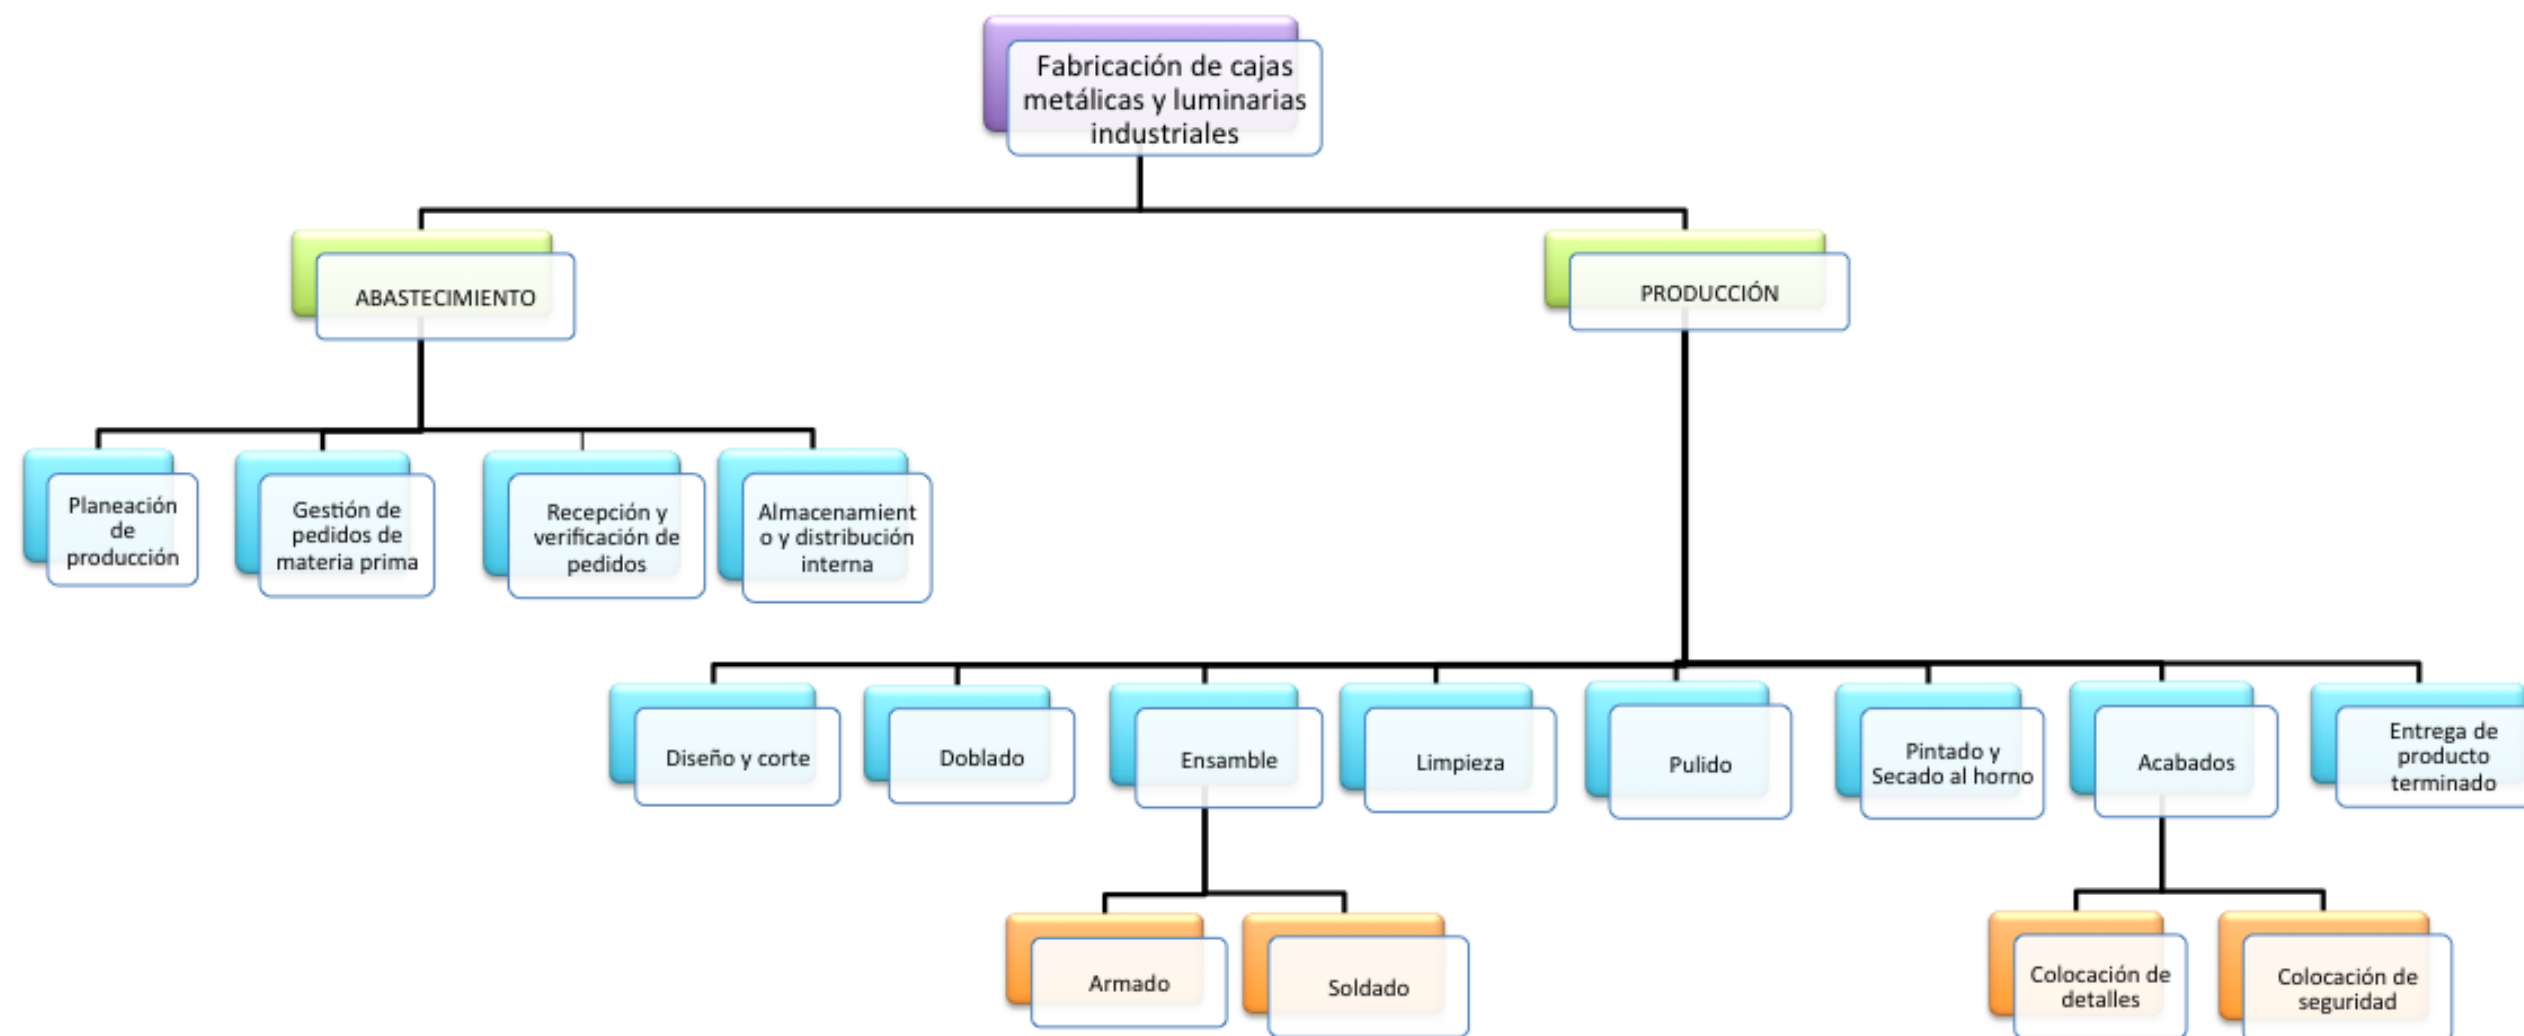 Fabricación de cajas
metálicas y luminarias
industriales
ABASTECIMIENTO
PRODUCCIÓN
Planeación
de
producción
Gestión de
pedidos de
materia prima
Recepción y
verificación de
pedidos
Almacenamient
o y distribución
interna
Diseño y corte
Doblado
Ensamble
Limpieza
Pulido
Pintado y
Secado al horno
Acabados
Entrega de
producto
terminado
Armado
Soldado
Colocación de
detalles
Colocación de
seguridad